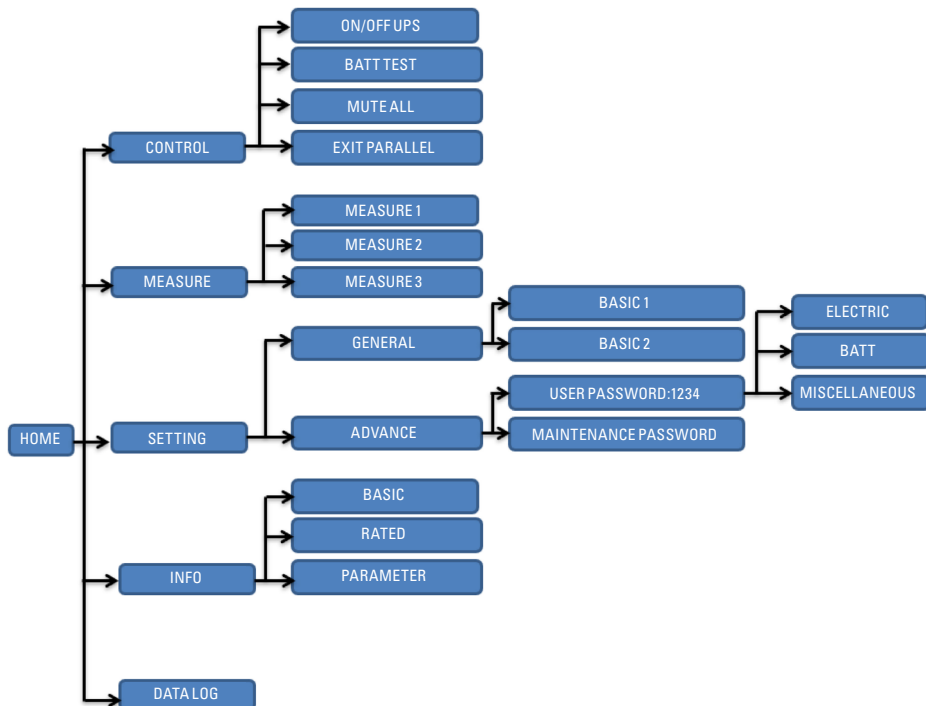 ON/OFF UPS
BATT TEST
MUTE ALL
CONTROL
EXIT PARALLEL
MEASURE 1
MEASURE 2
MEASURE
MEASURE 3
BASIC 1
ELECTRIC
GENERAL
BASIC 2
BATT
USER PASSWORD:1234
MISCELLANEOUS
HOME
SETTING
ADVANCE
MAINTENANCE PASSWORD
BASIC
RATED
INFO
PARAMETER
DATA LOG